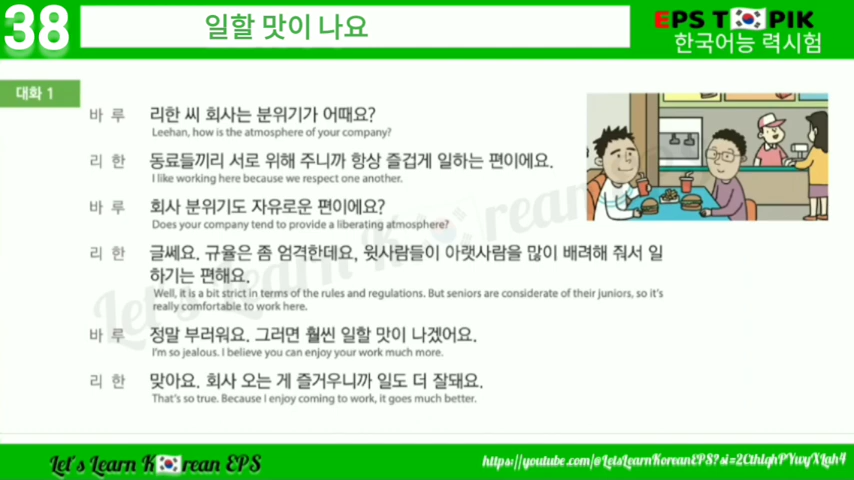 38
일할 맛이 나요
EPS TOPIK
한국어능 력시험
대화 1
바 루 리한 씨 회사는 분위기가 어때요?
Leehan, how is the atmosphere of your company?
리 한 동료들끼리 서로 위해 주니까 항상 즐겁게 일하는 편이에요.
I like working here because we respect one another.
바 루 회사 분위기도 자유로운 편이에요?
Does your company tend to provide a liberating atmosphere?
리 한 글쎄요. 규율은 좀 엄격한데요, 윗사람들이 아랫사람을 많이 배려해 줘서 일
하기는 편해요.
Well, it is a bit strict in terms of the rules and regulations. But seniors are considerate of their juniors, so it's
really comfortable to work here.
바 루 정말 부러워요. 그러면 훨씬 일할 맛이 나겠어요.
I'm so jealous. I believe you can enjoy your work much more.
리 한 맞아요. 회사 오는 게 즐거우니까 일도 더 잘돼요.
That's so true. Because I enjoy coming to work, it goes much better.
Let's Learn Korean
Let's Learn Korean EPS
https://youtube.com/@LetsLearnKoreanEPS?si=2CthlqhPYwyXLah4